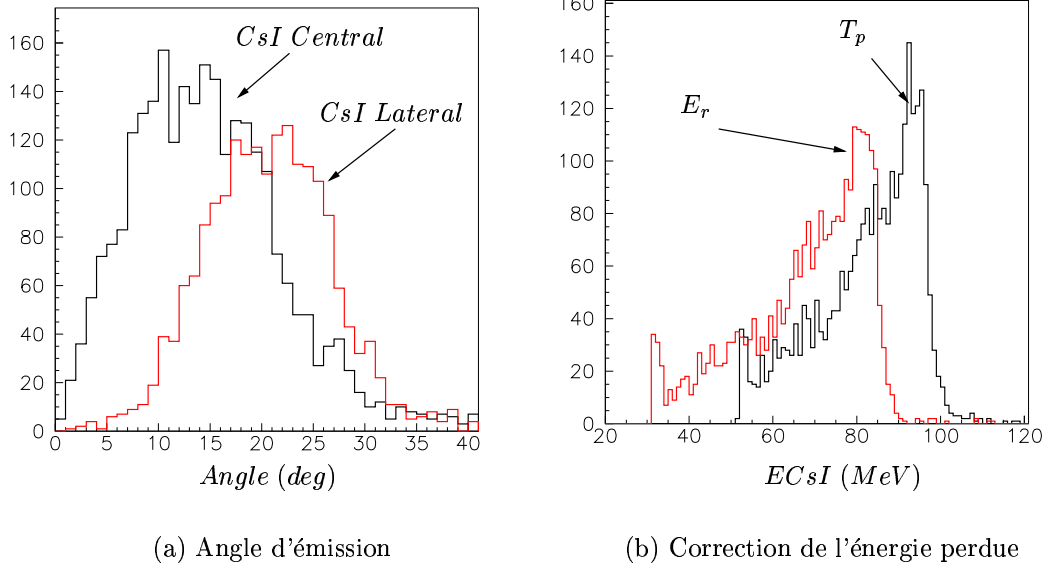 160
140
120
100
80
60
40
20
0
CsI Central
CsI Lateral
0 5 10 15 20 25 30 35 40
Angle (deg)
(a) Angle d'émission
160
140
120
100
80
60
40
20
0
T_p
E_r
20 40 60 80 100 120
ECsI (MeV)
(b) Correction de l'énergie perdue